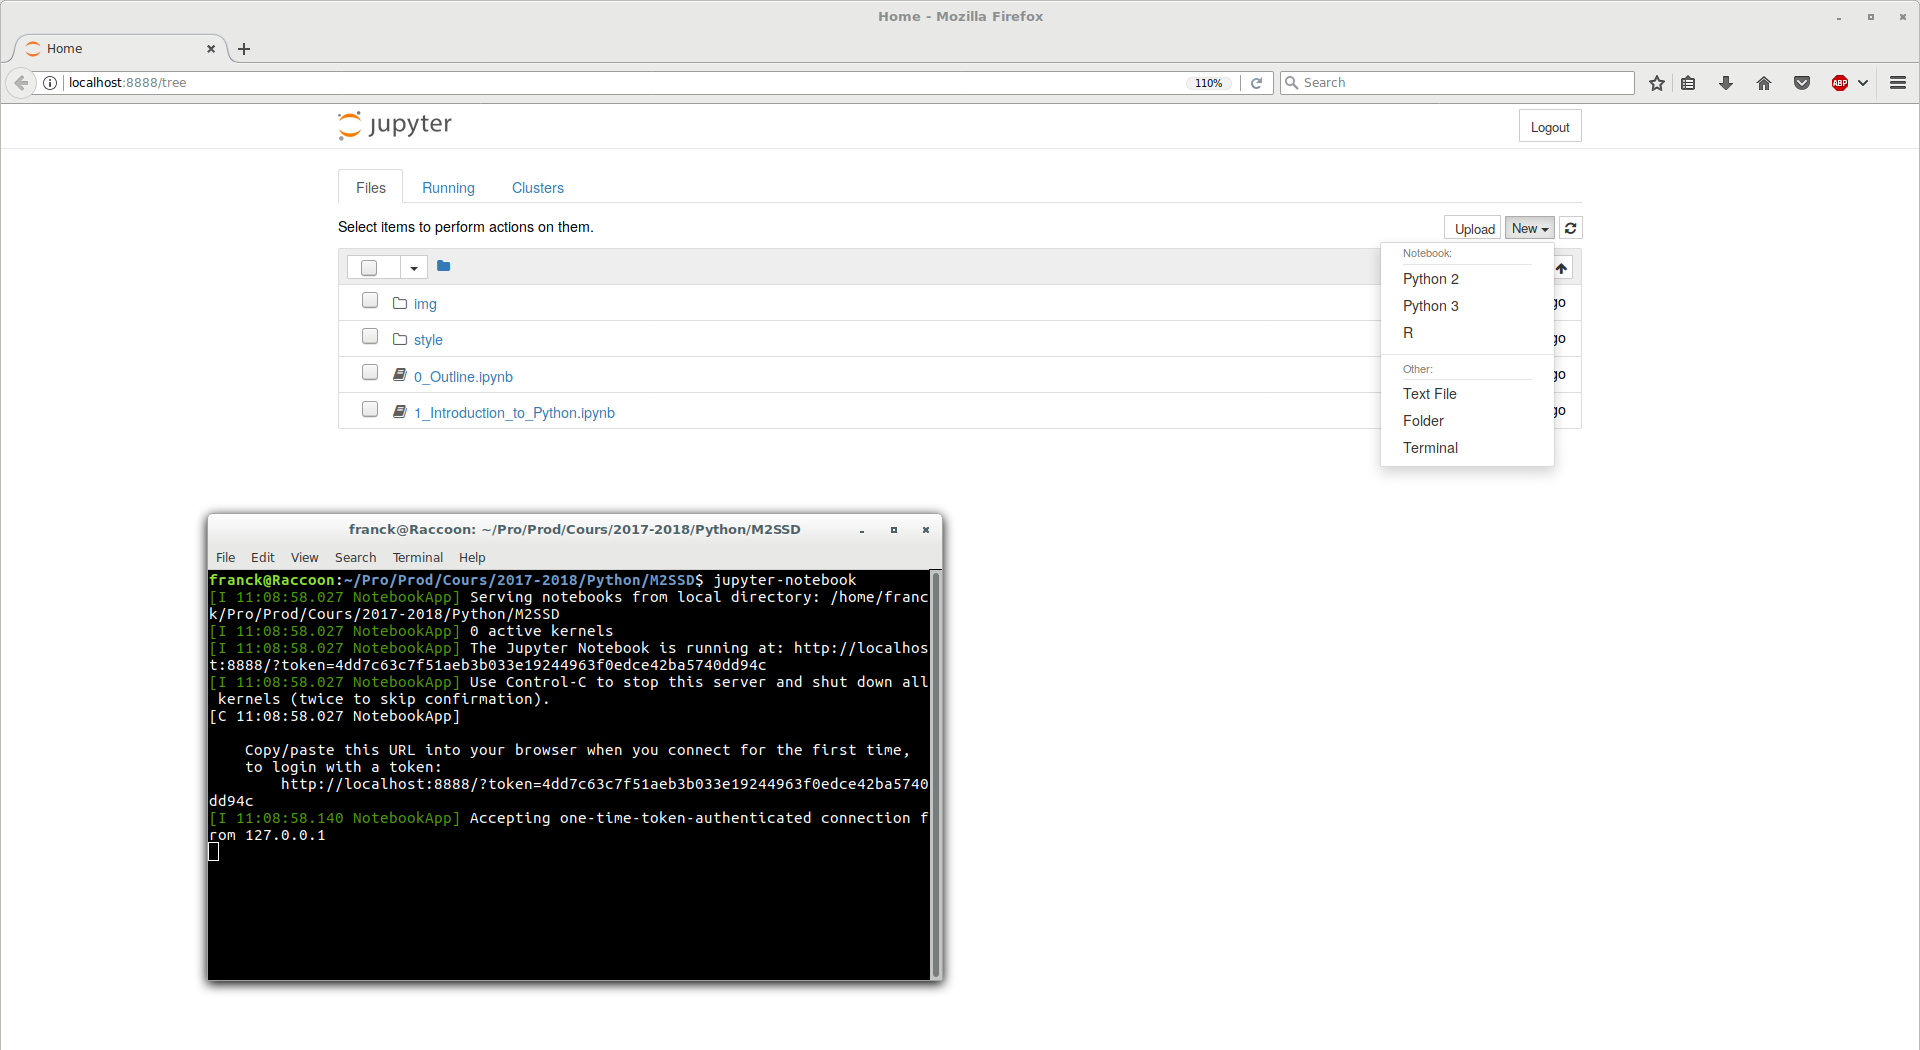 Home - Mozilla Firefox
Home
localhost:8888/tree
110%
Search
ABP
jupyter
Logout
Files
Running
Clusters
Select items to perform actions on them.
Upload
New
Notebook:
Python 2
Python 3
R
Other:
Text File
Folder
Terminal
img
go
style
go
0_Outline.ipynb
go
1_Introduction_to_Python.ipynb
go
franck@Raccoon: ~/Pro/Prod/Cours/2017-2018/Python/M2SSD
File Edit View Search Terminal Help
franck@Raccoon:~/Pro/Prod/Cours/2017-2018/Python/M2SSD$ jupyter-notebook
[I 11:08:58.027 NotebookApp] Serving notebooks from local directory: /home/franc
k/Pro/Prod/Cours/2017-2018/Python/M2SSD
[I 11:08:58.027 NotebookApp] 0 active kernels
[I 11:08:58.027 NotebookApp] The Jupyter Notebook is running at: http://localhos
t:8888/?token=4dd7c63c7f51aeb3b033e19244963f0edce42ba5740dd94c
[I 11:08:58.027 NotebookApp] Use Control-C to stop this server and shut down all
 kernels (twice to skip confirmation).
[C 11:08:58.027 NotebookApp]
Copy/paste this URL into your browser when you connect for the first time,
to login with a token:
http://localhost:8888/?token=4dd7c63c7f51aeb3b033e19244963f0edce42ba5740
dd94c
[I 11:08:58.140 NotebookApp] Accepting one-time-token-authenticated connection f
rom 127.0.0.1